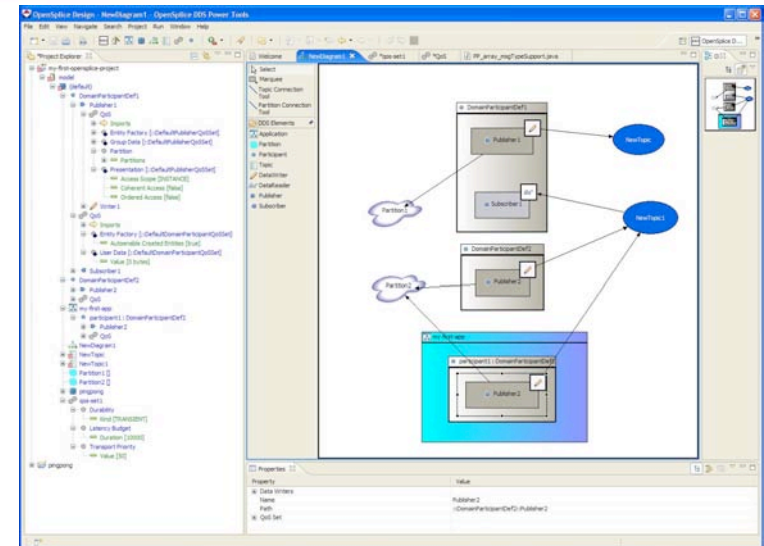 OpenSplice Design - NewDiagram1 - OpenSplice DDS Power Tools
File Edit View Navigate Search Project Run Window Help
OpenSplice D...
Project Explorer
my-first-opensplice-project
model
(default)
DomainParticipantDef1
Publisher1
QoS
Imports
Entity Factory [::DefaultPublisherQoSSet]
Group Data [::DefaultPublisherQoSSet]
Partition
Partitions
Presentation [::DefaultPublisherQoSSet]
Access Scope [INSTANCE]
Coherent Access [false]
Ordered Access [false]
Writer1
QoS
Imports
Entity Factory [::DefaultDomainParticipantQoSSet]
Autoenable Created Entities [true]
User Data [::DefaultDomainParticipantQoSSet]
Value [0 bytes]
Subscriber1
DomainParticipantDef2
Publisher2
QoS
my-first-app
participant1 : DomainParticipantDef2
Publisher2
QoS
NewDiagram1
NewTopic
NewTopic1
Partition1 []
Partition2 []
pingpong
qos-set1
Durability
Kind [TRANSIENT]
Latency Budget
Duration [10000]
Transport Priority
Value [50]
pingpong
Welcome
NewDiagram1
*qos-set1
*QoS
PP_array_msgTypeSupport.java
Select
Marquee
Topic Connection Tool
Partition Connection Tool
DDS Elements
Application
Partition
Participant
Topic
DataWriter
DataReader
Publisher
Subscriber
DomainParticipantDef1
Publisher1
NewTopic
Partition1
Subscriber1
NewTopic1
DomainParticipantDef2
Publisher2
Partition2
my-first-app
participant1 : DomainParticipantDef2
Publisher2
Properties
Property Value
Data Writers
Name Publisher2
Path ::DomainParticipantDef2::Publisher2
QoS Set